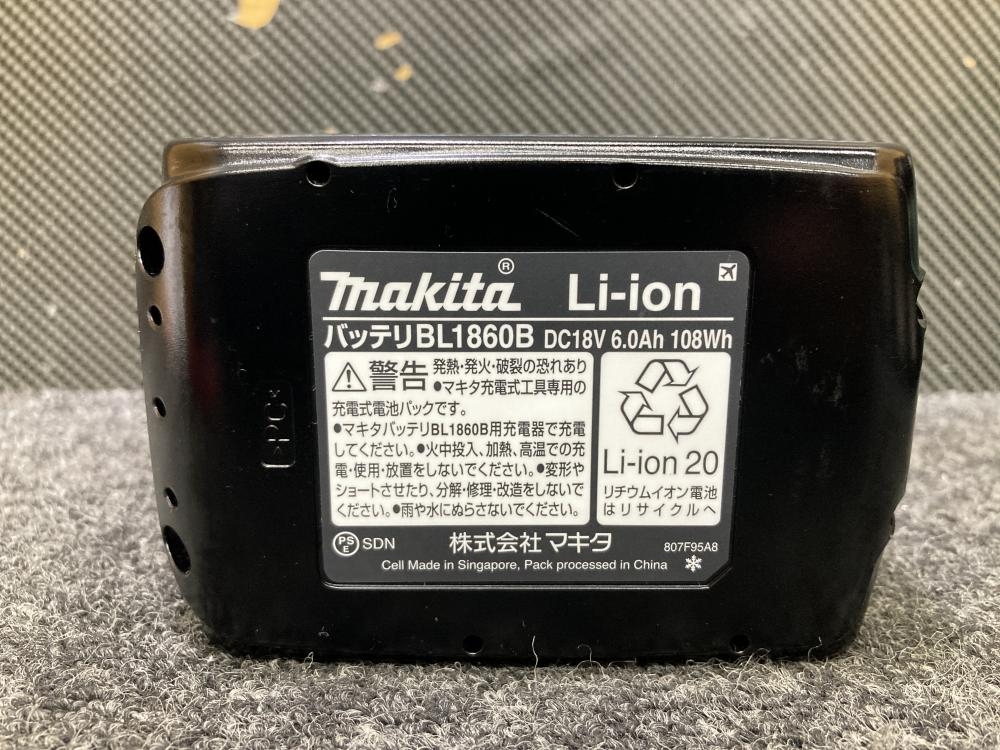 makita® Li-ion
バッテリBL1860B DC18V 6.0Ah 108Wh
警告 発熱・発火・破裂の恐れあり
●マキタ充電式工具専用の
充電式電池パックです。
●マキタバッテリBL1860B用充電器で充電
してください。●火中投入、加熱、高温での充
電・使用・放置をしないでください。●変形や
ショートさせたり、分解・修理・改造をしないで
ください。●雨や水にぬらさないでください。
Li-ion 20
リチウムイオン電池
はリサイクルへ
PSE SDN 株式会社マキタ 807F95A8
Cell Made in Singapore, Pack processed in China
>PC<